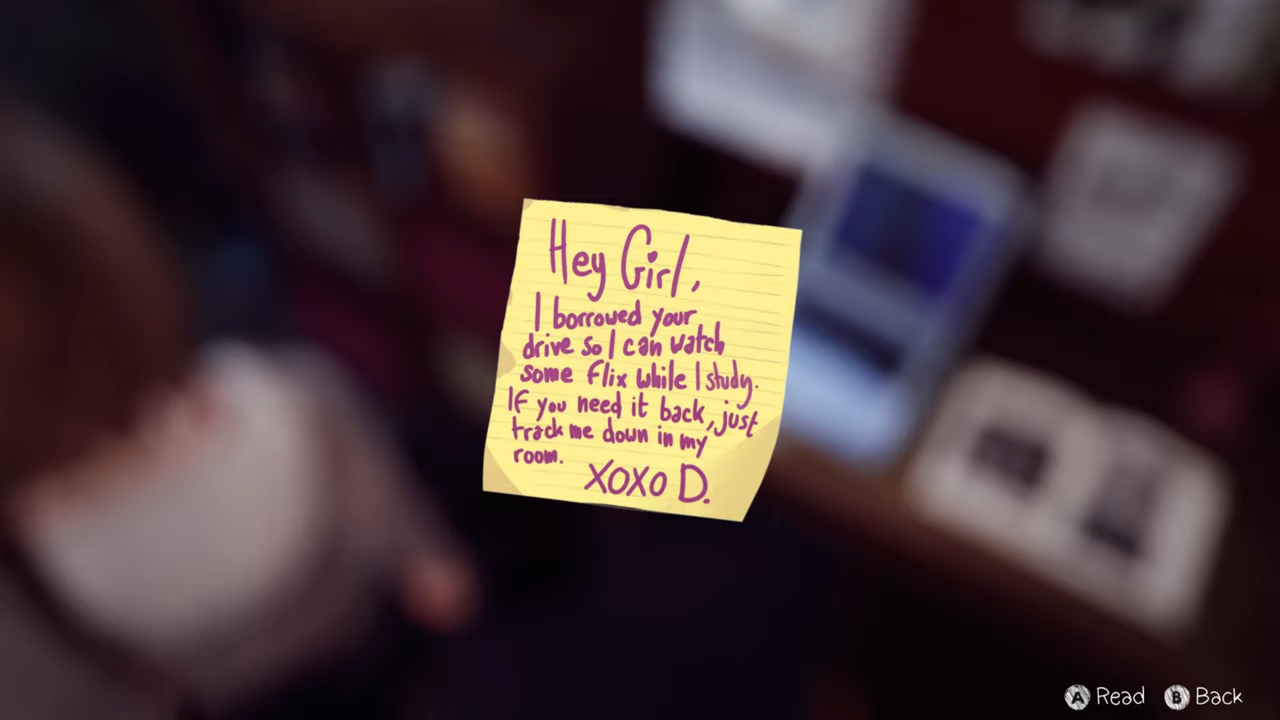 Hey Girl,
I borrowed your
drive so I can watch
some flix while I study.
If you need it back, just
track me down in my
room.
XOXO D.
A Read B Back